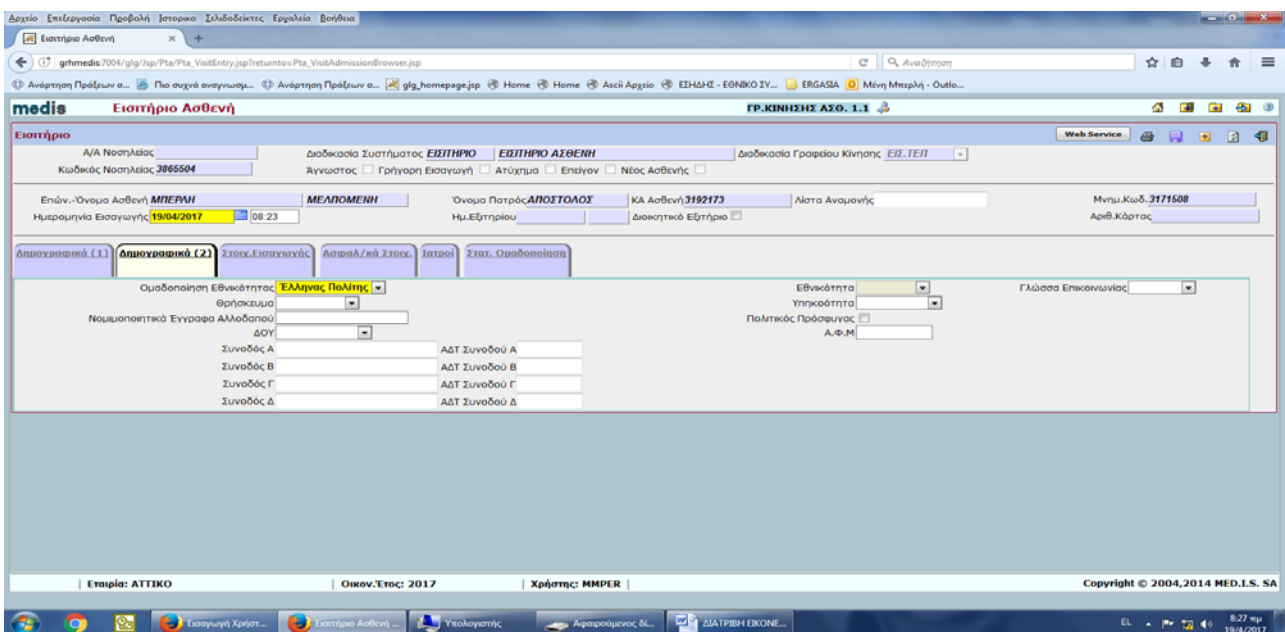 Αρχείο Επεξεργασία Προβολή Ιστορικό Σελιδοδείκτες Εργαλεία Βοήθεια
Εισιτήριο Ασθενή
grhmedis:7004/glg/Jsp/Pta/Pta_VisitEntry.jsp?returnto=Pta_VisitAdmissionBrowser.jsp Αναζήτηση
Ανάρτηση Πράξεων σ... Πιο συχνά αναγνωσμ... Ανάρτηση Πράξεων σ... glg_homepage.jsp Home Home Ascii Αρχείο ΕΣΗΔΗΣ - ΕΘΝΙΚΟ ΣΥ... ERGASIA Μένη Μπερλή - Outlo...
medis Εισιτήριο Ασθενή ΓΡ.ΚΙΝΗΣΗΣ ΑΣΘ. 1.1
Εισιτήριο Web Service
Α/Α Νοσηλείας Διαδικασία Συστήματος ΕΙΣΙΤΗΡΙΟ ΕΙΣΙΤΗΡΙΟ ΑΣΘΕΝΗ Διαδικασία Γραφείου Κίνησης ΕΙΣ.ΤΕΠ
Κωδικός Νοσηλείας 3865504 Άγνωστος Γρήγορη Εισαγωγή Ατύχημα Επείγον Νέος Ασθενής
Επών.-Όνομα Ασθενή ΜΠΕΡΛΗ ΜΕΛΠΟΜΕΝΗ Όνομα Πατρός ΑΠΟΣΤΟΛΟΣ ΚΑ Ασθενή 3192173 Λίστα Αναμονής Μνημ.Κωδ. 3171508
Ημερομηνία Εισαγωγής 19/04/2017 08:23 Ημ.Εξιτηρίου Διοικητικό Εξιτήριο Αριθ.Κάρτας
Δημογραφικά (1) Δημογραφικά (2) Στοιχ.Εισαγωγής Ασφαλ/κά Στοιχ. Ιατροί Στατ. Ομαδοποίηση
Ομαδοποίηση Εθνικότητας Έλληνας Πολίτης Εθνικότητα Γλώσσα Επικοινωνίας
Θρήσκευμα Υπηκοότητα
Νομιμοποιητικά Έγγραφα Αλλοδαπού Πολιτικός Πρόσφυγας
ΔΟΥ Α.Φ.Μ
Συνοδός Α ΑΔΤ Συνοδού Α
Συνοδός Β ΑΔΤ Συνοδού Β
Συνοδός Γ ΑΔΤ Συνοδού Γ
Συνοδός Δ ΑΔΤ Συνοδού Δ
Εταιρία: ΑΤΤΙΚΟ Οικον.Έτος: 2017 Χρήστης: MMPER Copyright © 2004,2014 MED.I.S. SA
Εισαγωγή Χρήστ... Εισιτήριο Ασθενή ... Υπολογιστής Αφαιρούμενος δί... ΔΙΑΤΡΙΒΗ ΕΙΚΟΝΕ... EL 8:27 πμ
19/4/2017